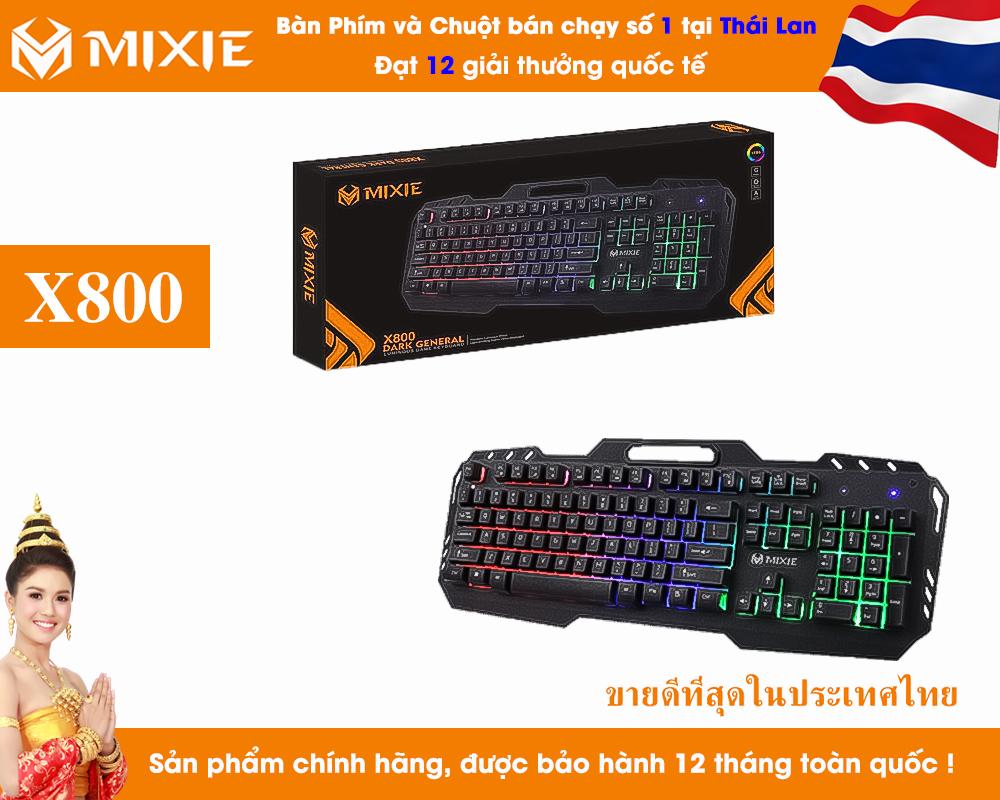 MIXIE
Bàn Phím và Chuột bán chạy số 1 tại Thái Lan
Đạt 12 giải thưởng quốc tế
MIXIE
MIXIE
MIXIE
X800
DARK GENERAL
LUMINOUS GAME KEYBOARD
X800
MIXIE
ขายดีที่สุดในประเทศไทย
Sản phẩm chính hãng, được bảo hành 12 tháng toàn quốc !